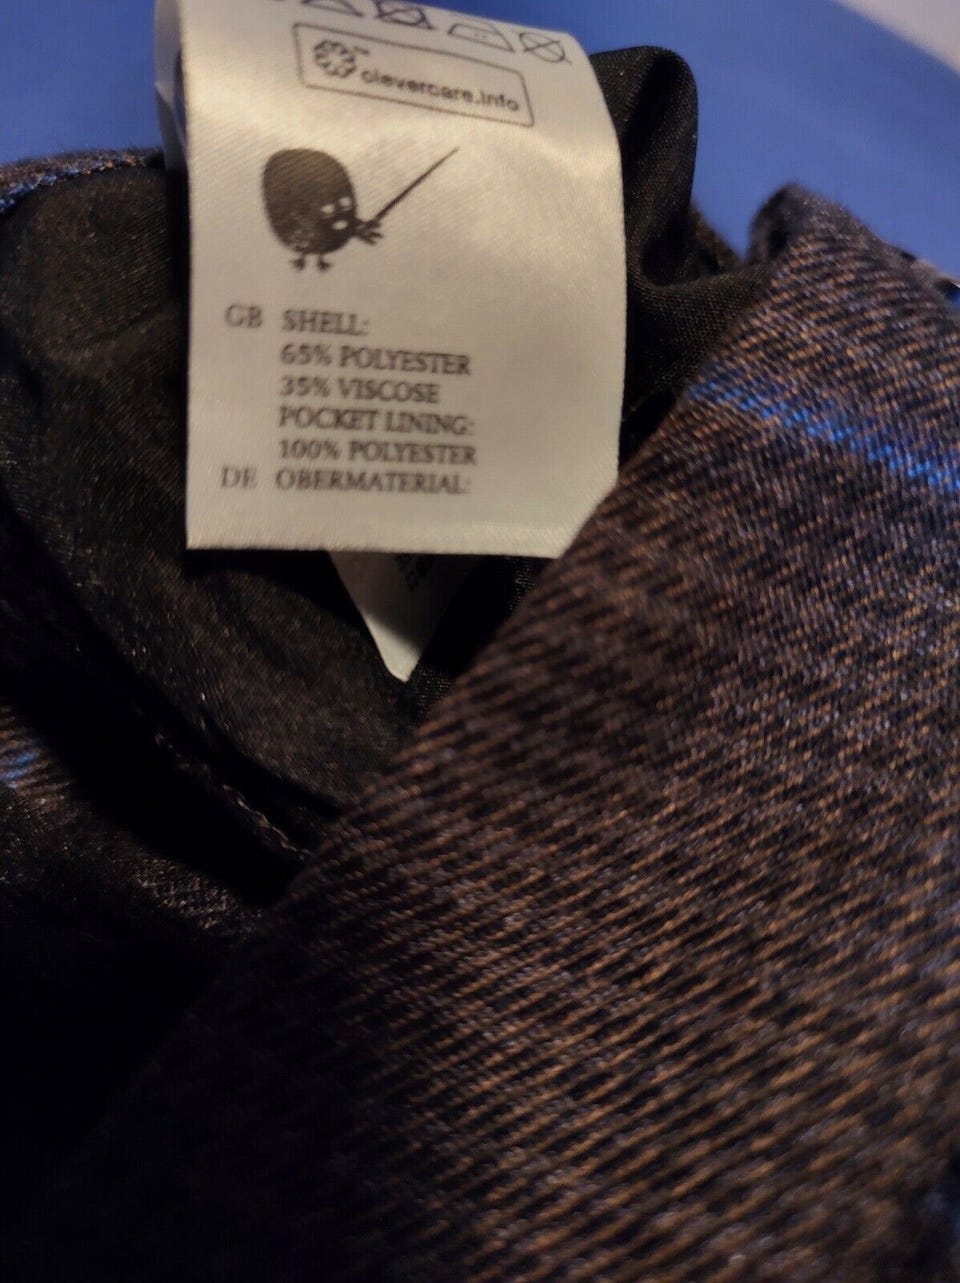 clevercare.info
GB SHELL:
65% POLYESTER
35% VISCOSE
POCKET LINING:
100% POLYESTER
DE OBERMATERIAL: